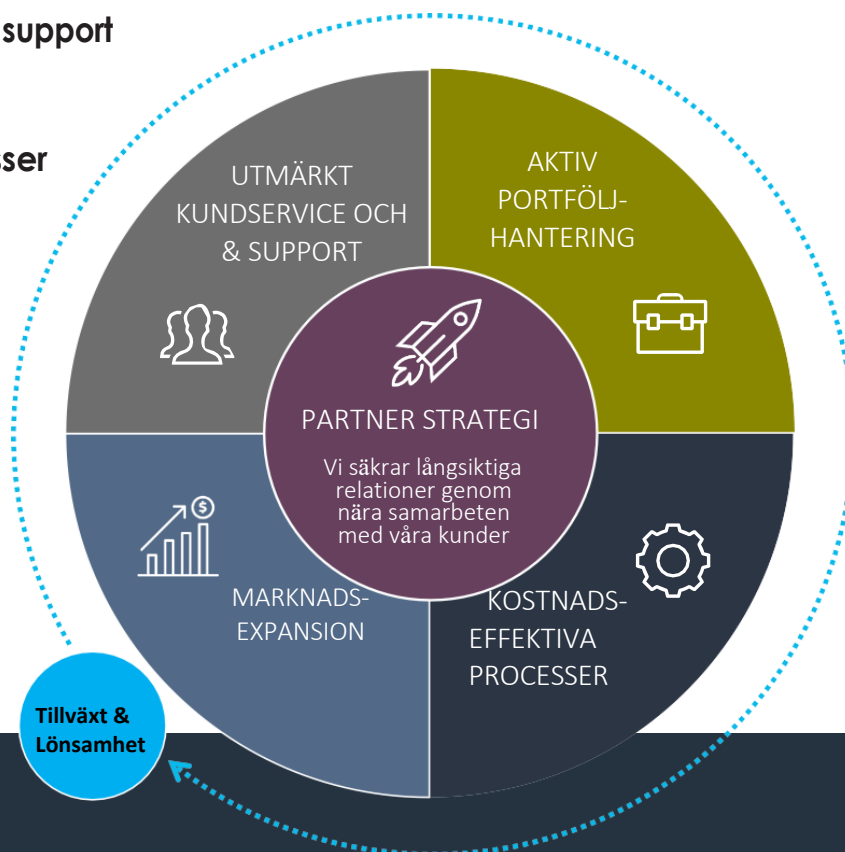 support
sser
UTMÄRKT
KUNDSERVICE OCH
& SUPPORT
AKTIV
PORTFÖLJ-
HANTERING
PARTNER STRATEGI
Vi säkrar långsiktiga
relationer genom
nära samarbeten
med våra kunder
MARKNADS-
EXPANSION
KOSTNADS-
EFFEKTIVA
PROCESSER
Tillväxt &
Lönsamhet